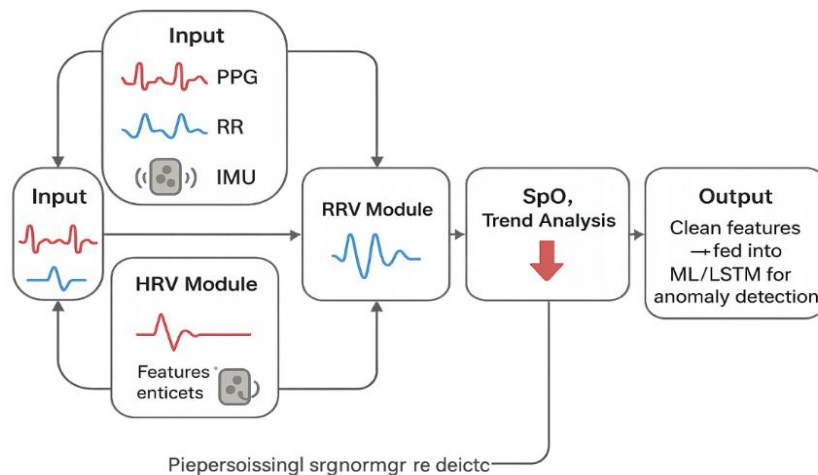 Input
PPG
RR
IMU
Input
HRV Module
Features
enticets
RRV Module
SpO,
Trend Analysis
Output
Clean features
→fed into
ML/LSTM for
anomaly detection
Piepersoissingl srgnormgr re deictc